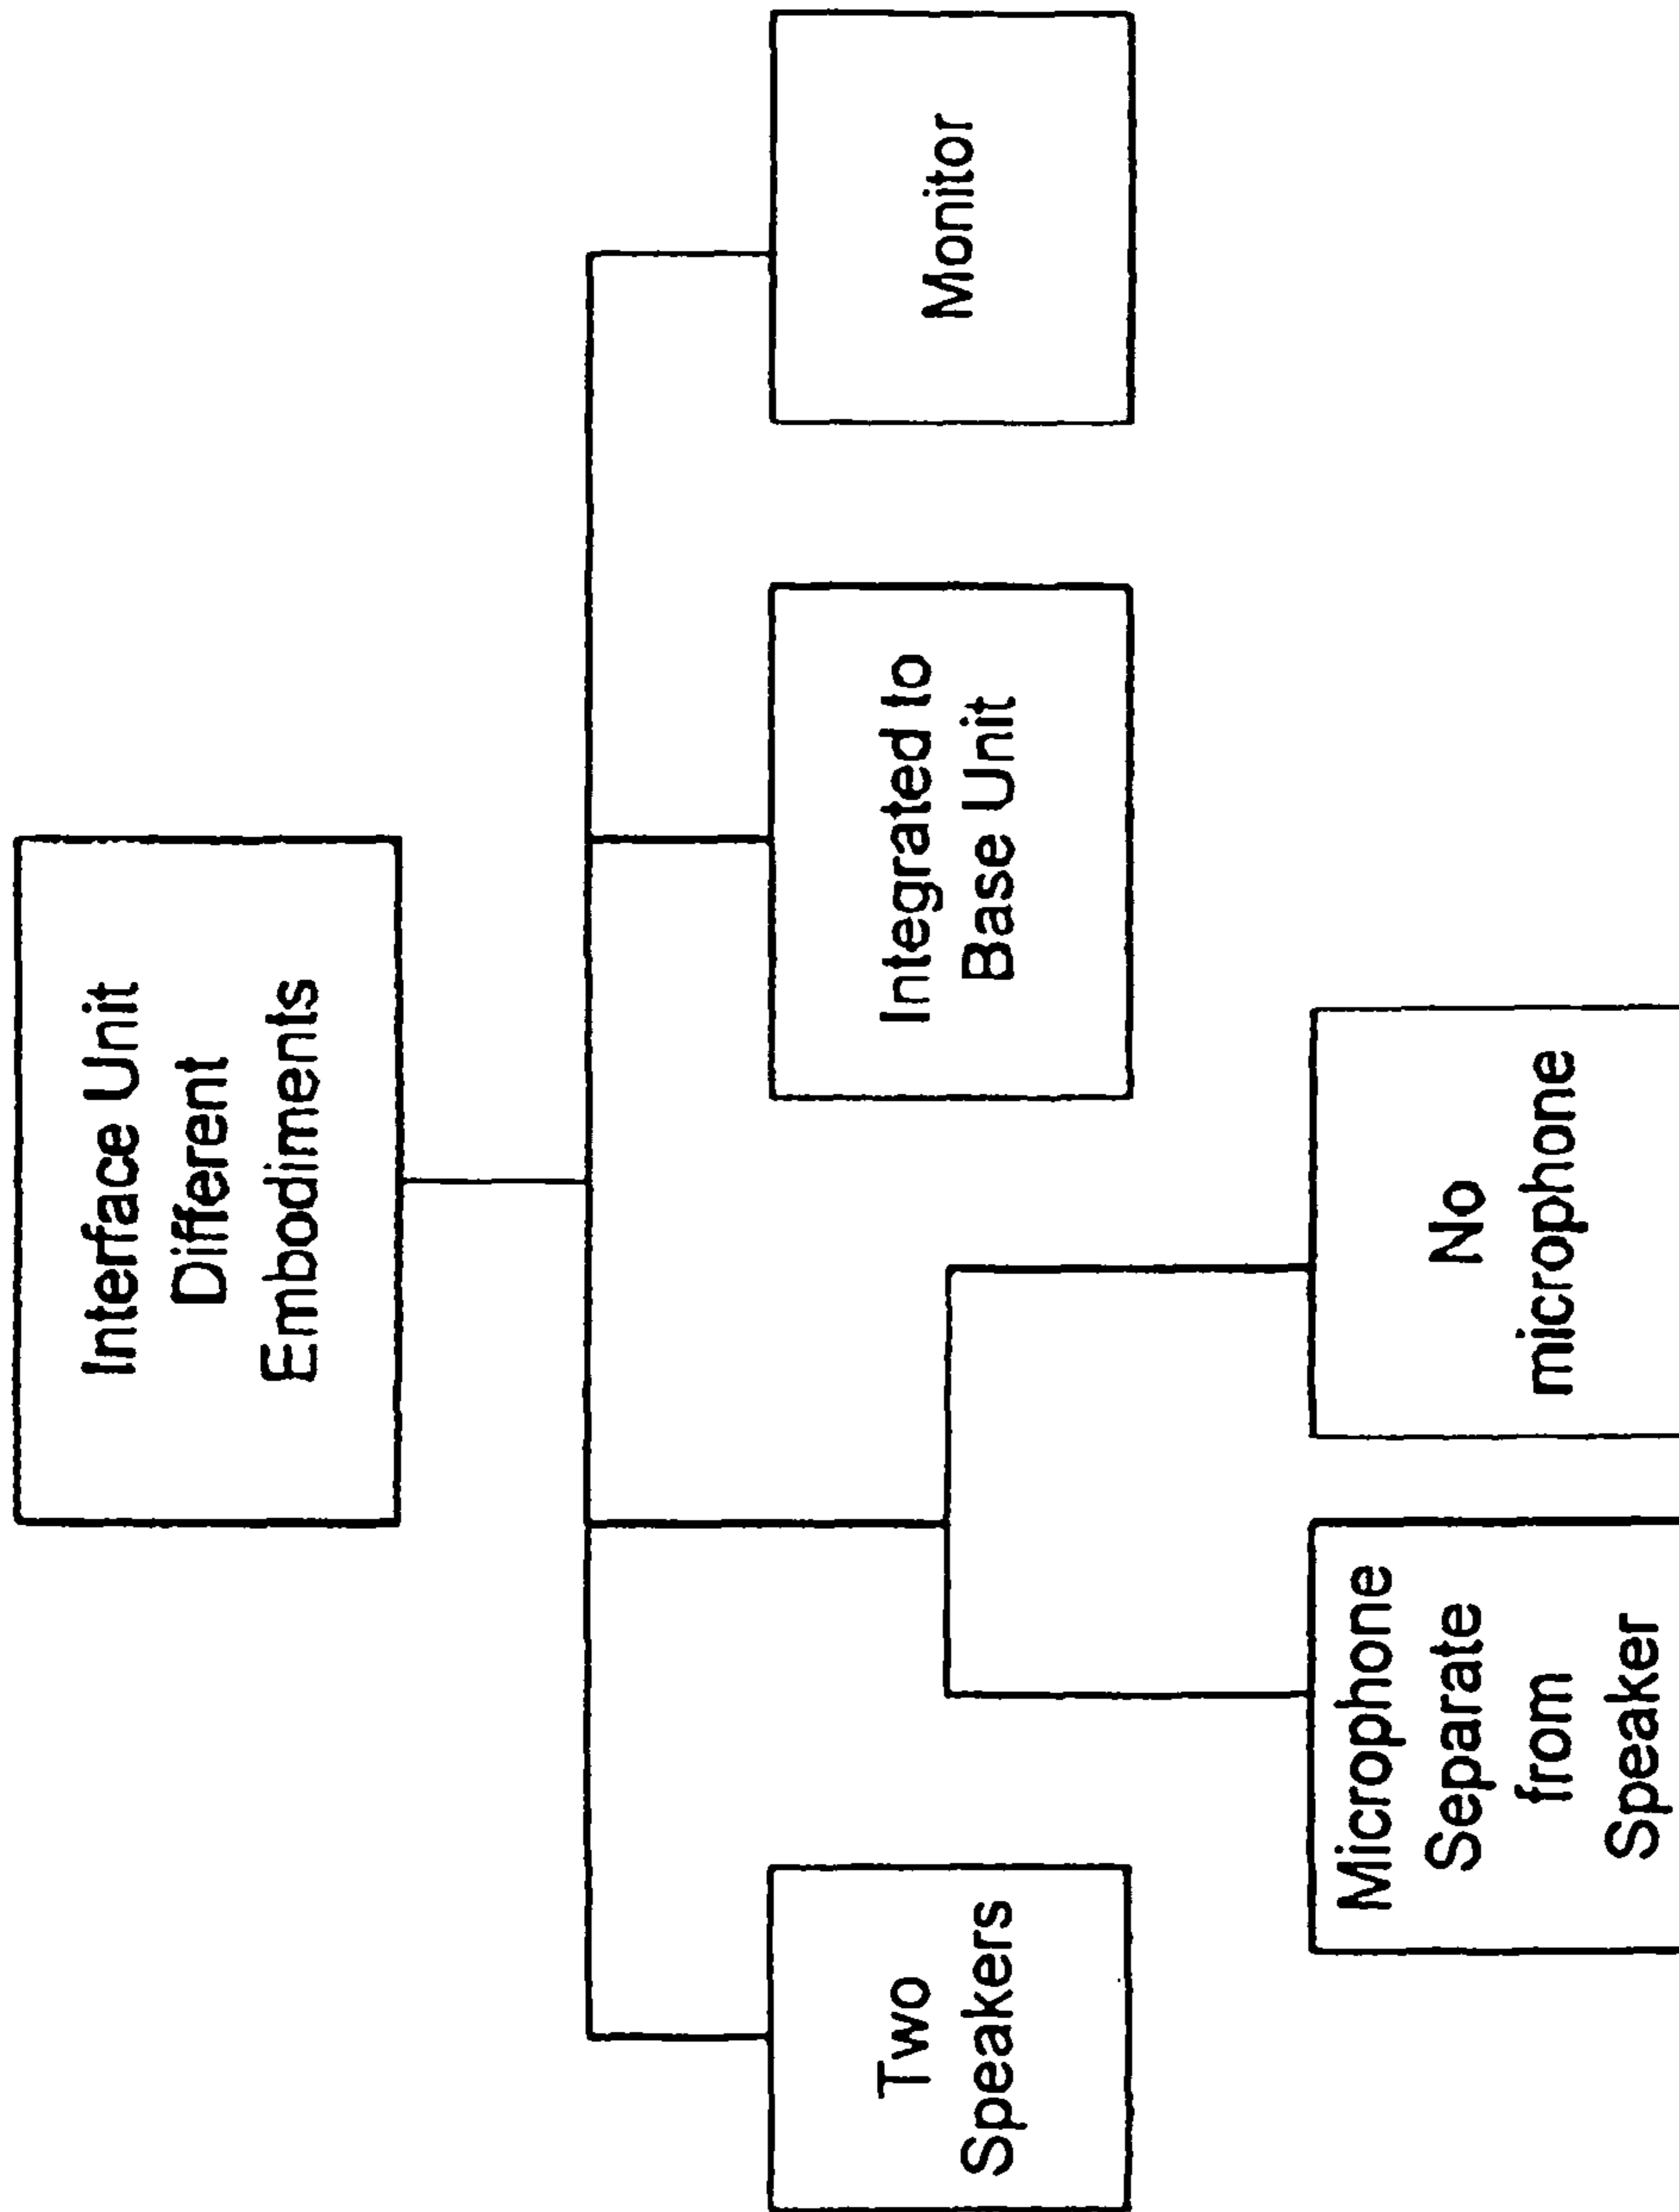 Interface Unit
Different
Embodiments
Two
Speakers
Integrated to
Base Unit
Monitor
Microphone
Separate
from
Speaker
No
microphone